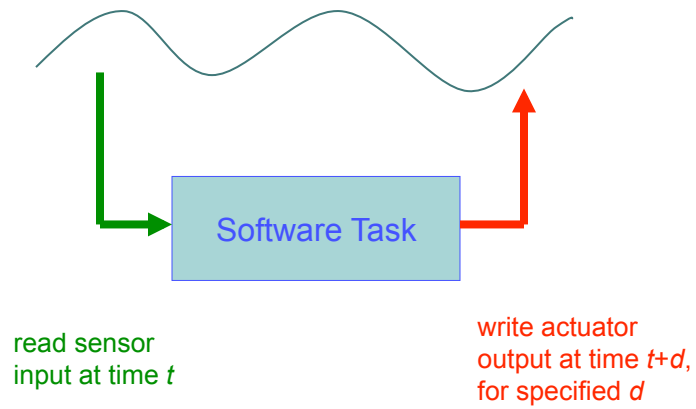 Software Task
read sensor
input at time t
write actuator
output at time t+d,
for specified d